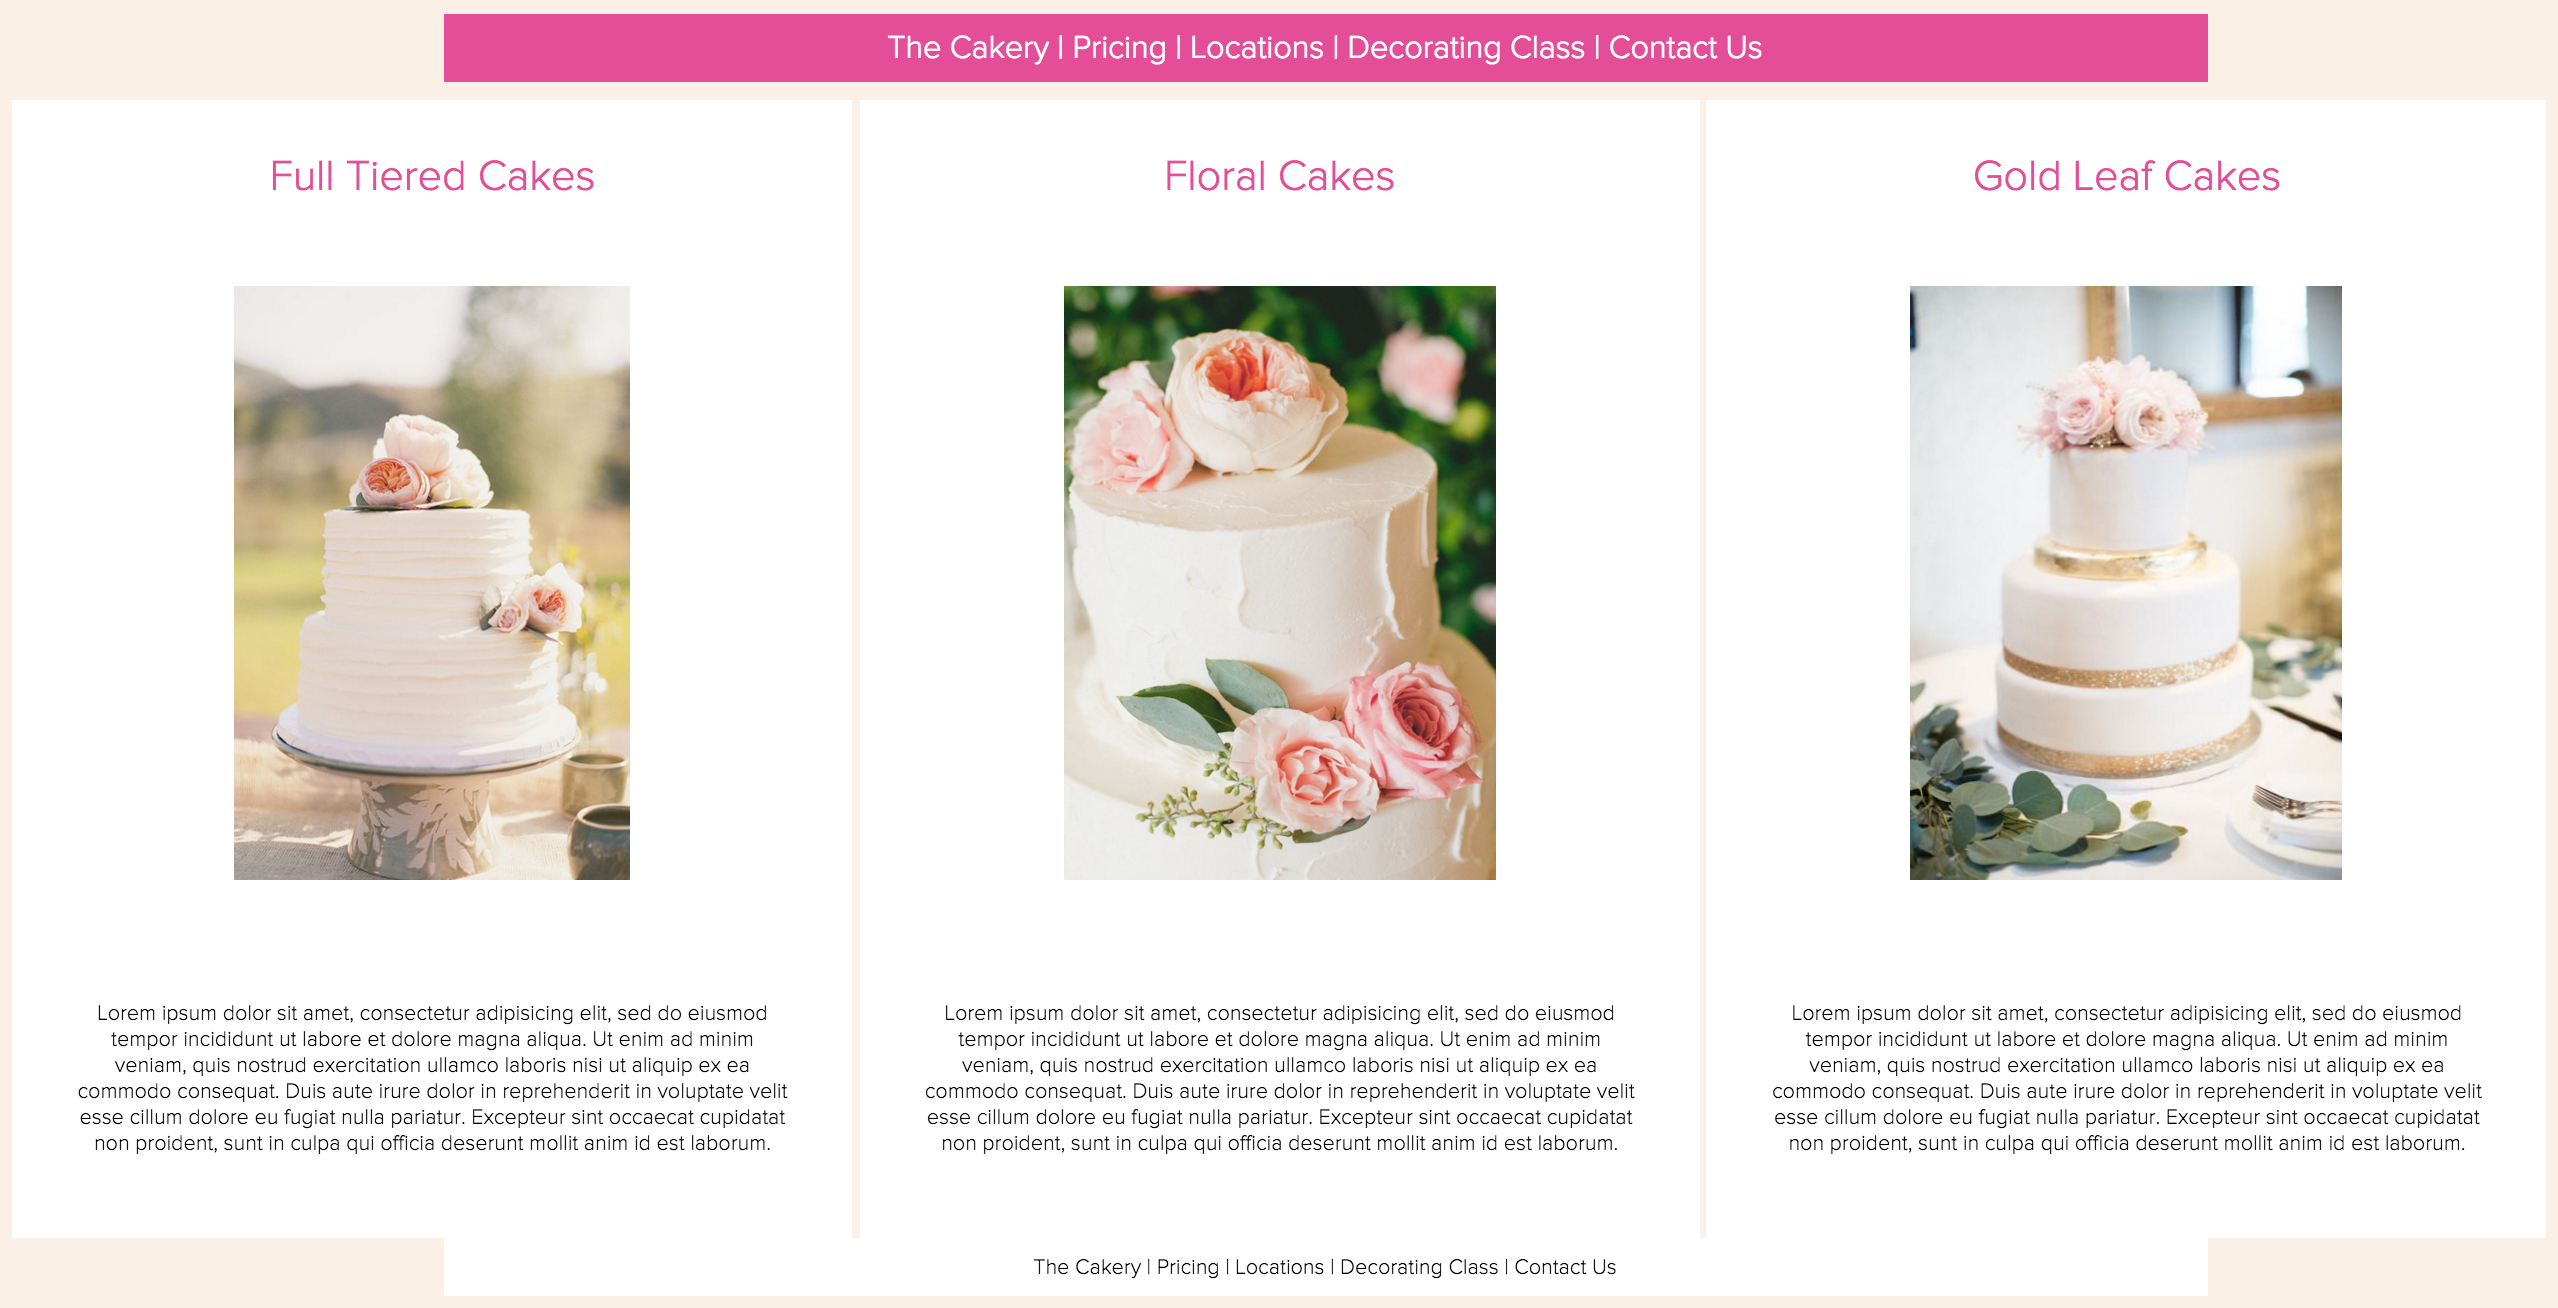 The Cakery | Pricing | Locations | Decorating Class | Contact Us
Full Tiered Cakes
Lorem ipsum dolor sit amet, consectetur adipisicing elit, sed do eiusmod
tempor incididunt ut labore et dolore magna aliqua. Ut enim ad minim
veniam, quis nostrud exercitation ullamco laboris nisi ut aliquip ex ea
commodo consequat. Duis aute irure dolor in reprehenderit in voluptate velit
esse cillum dolore eu fugiat nulla pariatur. Excepteur sint occaecat cupidatat
non proident, sunt in culpa qui officia deserunt mollit anim id est laborum.
Floral Cakes
Lorem ipsum dolor sit amet, consectetur adipisicing elit, sed do eiusmod
tempor incididunt ut labore et dolore magna aliqua. Ut enim ad minim
veniam, quis nostrud exercitation ullamco laboris nisi ut aliquip ex ea
commodo consequat. Duis aute irure dolor in reprehenderit in voluptate velit
esse cillum dolore eu fugiat nulla pariatur. Excepteur sint occaecat cupidatat
non proident, sunt in culpa qui officia deserunt mollit anim id est laborum.
Gold Leaf Cakes
Lorem ipsum dolor sit amet, consectetur adipisicing elit, sed do eiusmod
tempor incididunt ut labore et dolore magna aliqua. Ut enim ad minim
veniam, quis nostrud exercitation ullamco laboris nisi ut aliquip ex ea
commodo consequat. Duis aute irure dolor in reprehenderit in voluptate velit
esse cillum dolore eu fugiat nulla pariatur. Excepteur sint occaecat cupidatat
non proident, sunt in culpa qui officia deserunt mollit anim id est laborum.
The Cakery | Pricing | Locations | Decorating Class | Contact Us